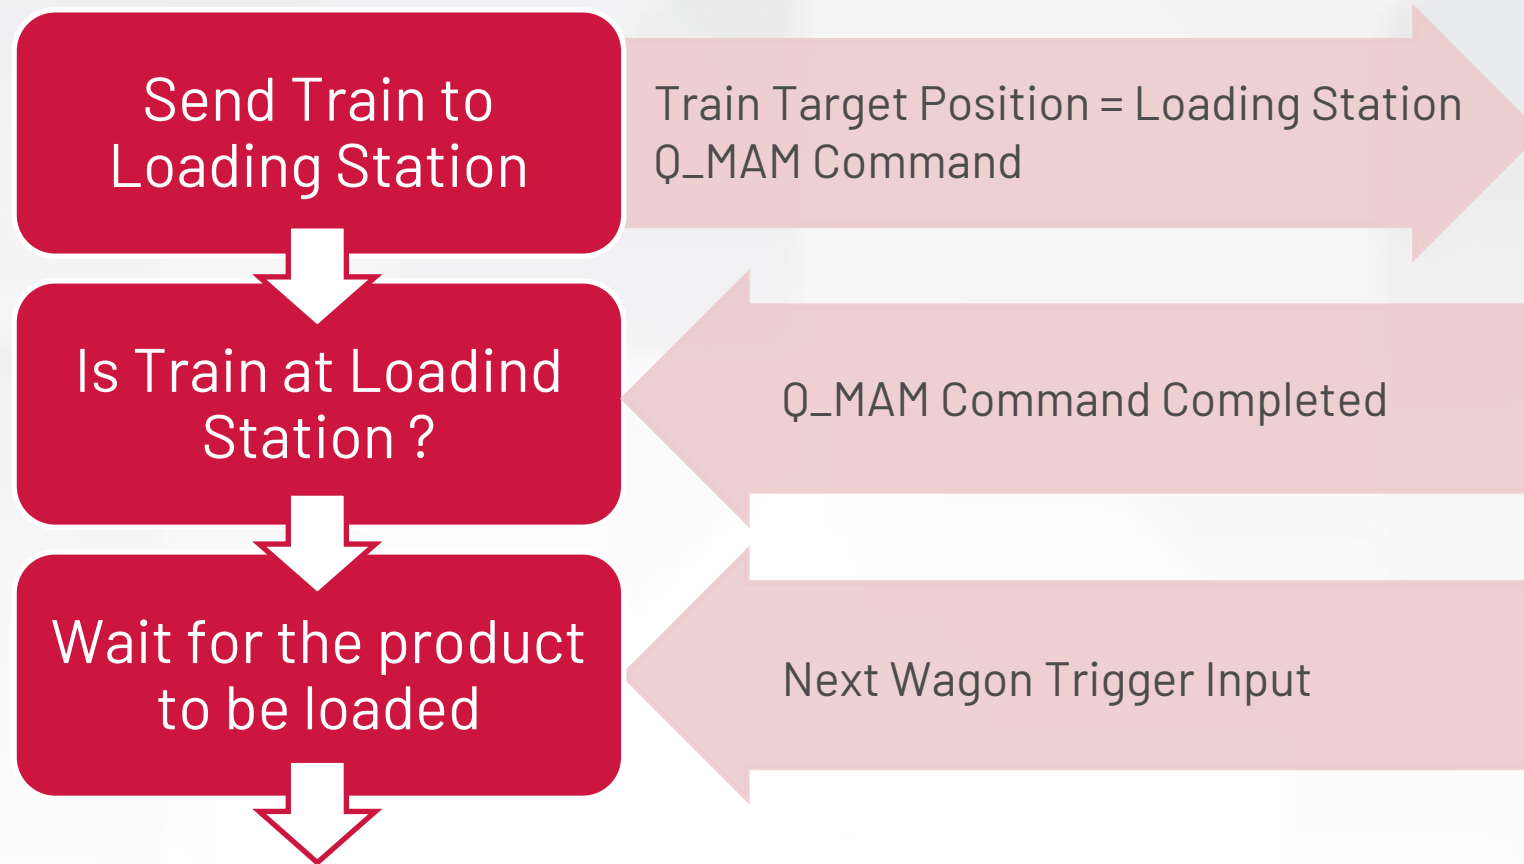 Send Train to
Loading Station
Train Target Position = Loading Station
Q_MAM Command
Is Train at Loadind
Station ?
Q_MAM Command Completed
Wait for the product
to be loaded
Next Wagon Trigger Input